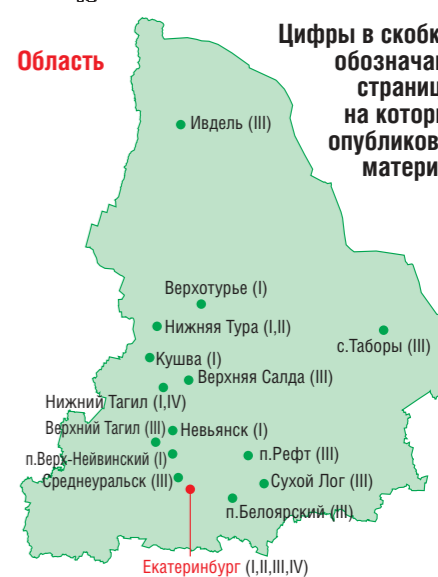 Область
Цифры в скобк
обозначаю
страниц
на котор
опубликов
матери
Ивдель (III)
Верхотурье (I)
Нижняя Тура (I,II)
с.Таборы (III)
Кушва (I)
Верхняя Салда (III)
Нижний Тагил (I,IV)
Верхний Тагил (III)
Невьянск (I)
п.Верх-Нейвинский (I)
п.Рефт (III)
Среднеуральск (III)
Сухой Лог (III)
п.Белоярский (III)
Екатеринбург (I,II,III,IV)